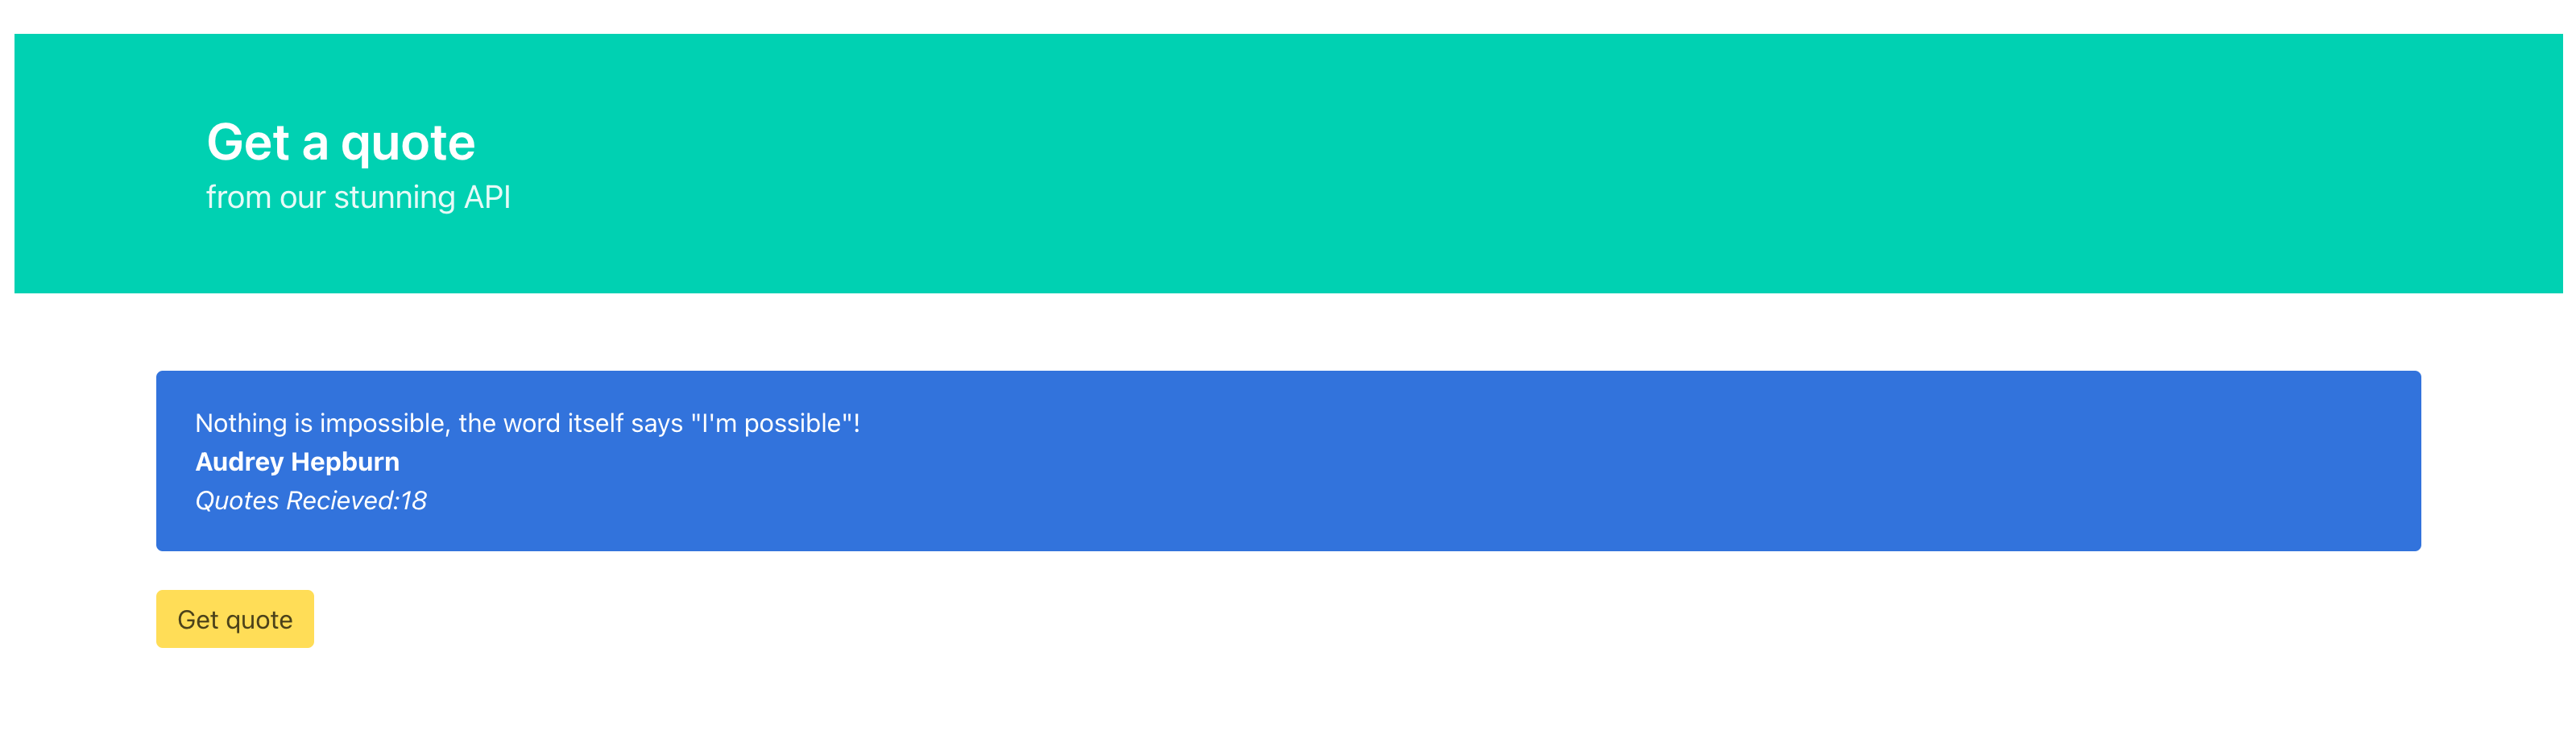 Get a quote
from our stunning API
Nothing is impossible, the word itself says "I'm possible"!
Audrey Hepburn
Quotes Recieved:18
Get quote